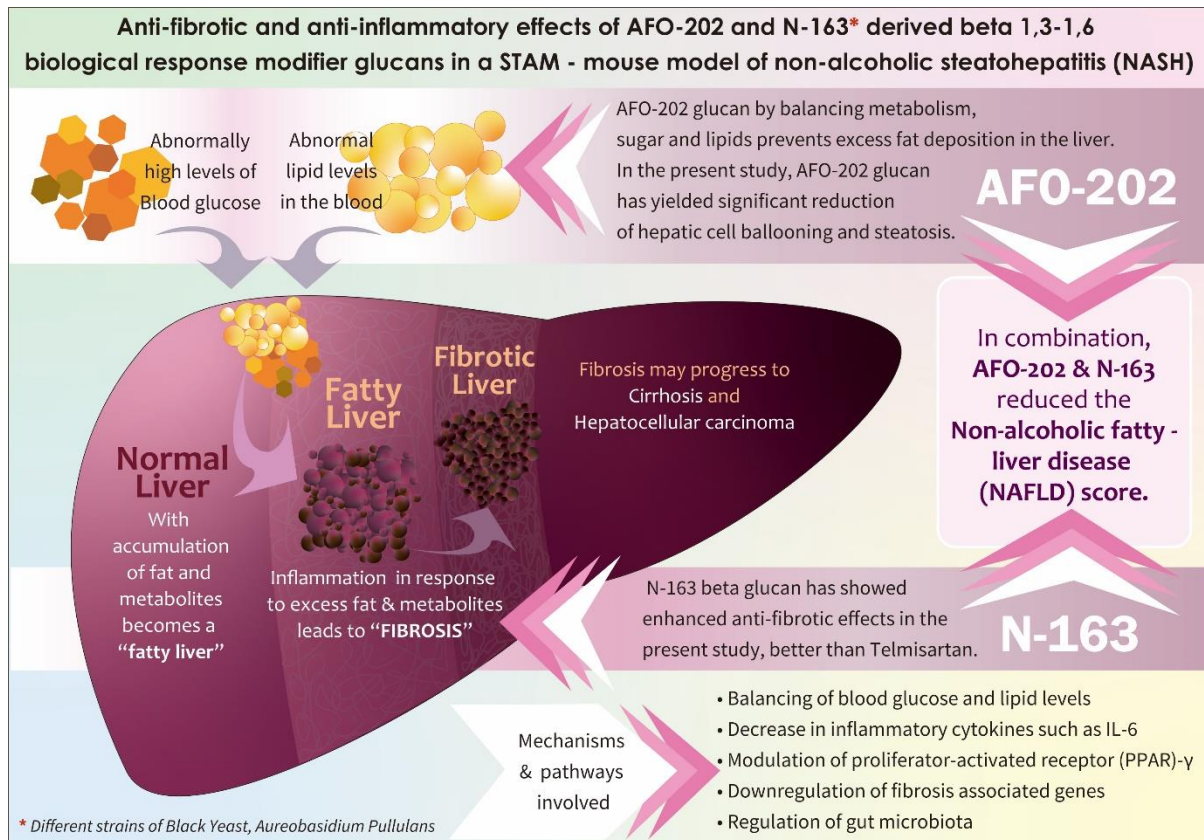 Anti-fibrotic and anti-inflammatory effects of AFO-202 and N-163* derived beta 1,3-1,6
biological response modifier glucans in a STAM - mouse model of non-alcoholic steatohepatitis (NASH)
Abnormally
high levels of
Blood glucose
Abnormal
lipid levels
in the blood
AFO-202 glucan by balancing metabolism,
sugar and lipids prevents excess fat deposition in the liver.
In the present study, AFO-202 glucan
has yielded significant reduction
of hepatic cell ballooning and steatosis.
AFO-202
Normal
Liver
With
accumulation
of fat and
metabolites
becomes a
“fatty liver”
Fatty
Liver
Inflammation in response
to excess fat & metabolites
leads to “FIBROSIS”
Fibrotic
Liver
Fibrosis may progress to
Cirrhosis and
Hepatocellular carcinoma
In combination,
AFO-202 & N-163
reduced the
Non-alcoholic fatty -
liver disease
(NAFLD) score.
N-163 beta glucan has showed
enhanced anti-fibrotic effects in the
present study, better than Telmisartan.
N-163
Mechanisms
& pathways
involved
• Balancing of blood glucose and lipid levels
• Decrease in inflammatory cytokines such as IL-6
• Modulation of proliferator-activated receptor (PPAR)-γ
• Downregulation of fibrosis associated genes
• Regulation of gut microbiota
* Different strains of Black Yeast, Aureobasidium Pullulans